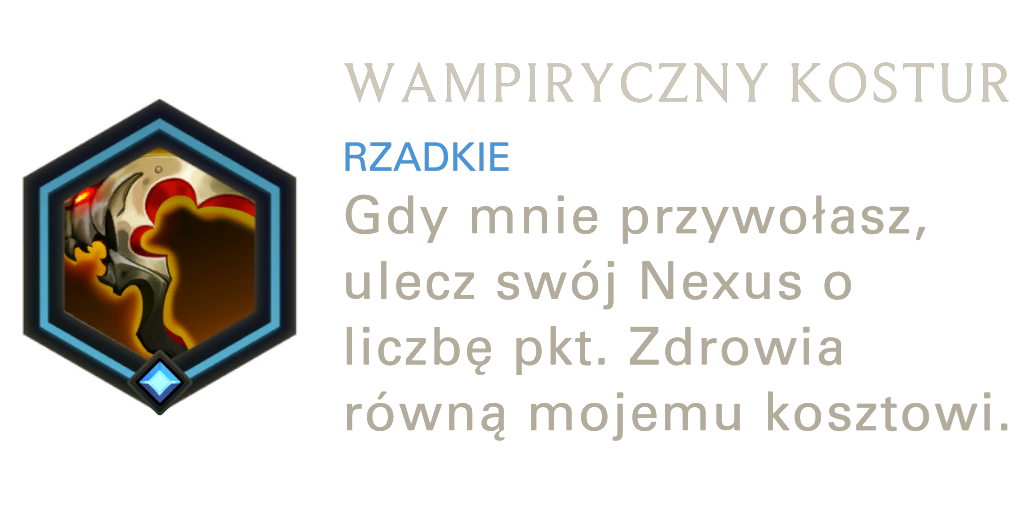 WAMPIRYCZNY KOSTUR
RZADKIE
Gdy mnie przywołasz,
ulecz swój Nexus o
liczbę pkt. Zdrowia
równą mojemu kosztowi.